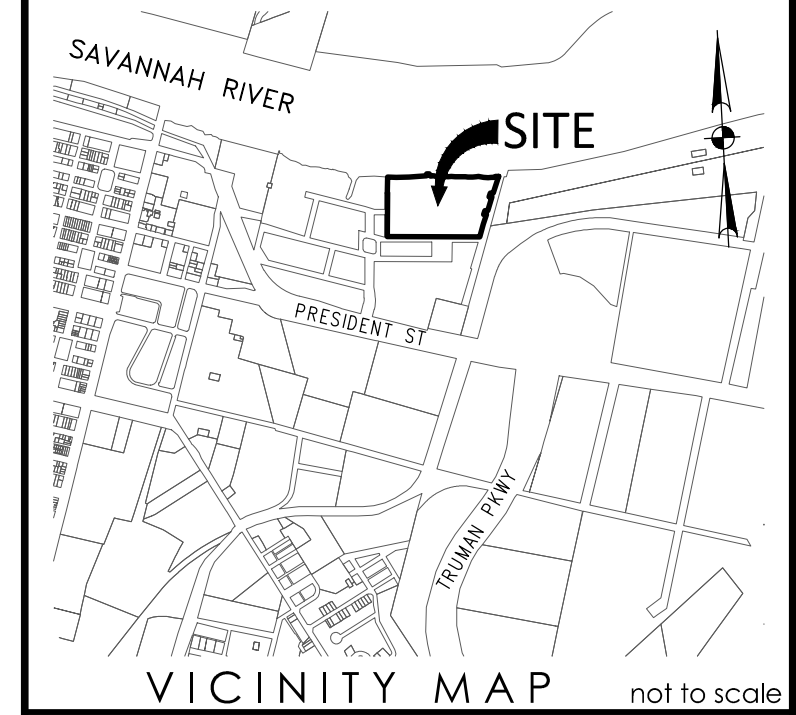 SAVANNAH RIVER
SITE
PRESIDENT ST
TRUMAN PKWY
VICINITY MAP
not to scale